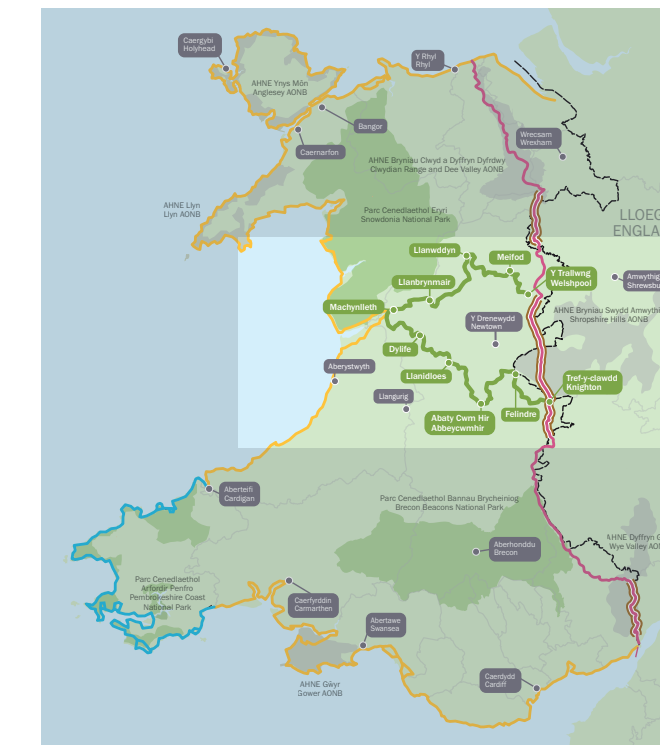 Caergybi
Holyhead
AHNE Ynys Môn
Anglesey AONB
Y Rhyl
Rhyl
Bangor
Caernarfon
Wrecsam
Wrexham
AHNE Bryniau Clwyd a Dyffryn Dyfrdwy
Clwydian Range and Dee Valley AONB
AHNE Llyn
Llyn AONB
Parc Cenedlaethol Eryri
Snowdonia National Park
LLOEG
ENGLA
Llanwddyn
Meifod
Y Trallwng
Welshpool
Amwythig
Shrewsbu
Llanbrynmair
Machynlleth
Y Drenewydd
Newtown
AHNE Bryniau Swydd Amwythi
Shropshire Hills AONB
Dylife
Aberystwyth
Llanidloes
Llangurig
Tref-y-clawdd
Knighton
Abaty Cwm Hir
Abbeycwmhir
Felindre
Aberteifi
Cardigan
Parc Cenedlaethol Bannau Brycheiniog
Brecon Beacons National Park
Aberhonddu
Brecon
AHNE Dyffryn G
Wye Valley AON
Parc Cenedlaethol
Arfordir Penfro
Pembrokeshire Coast
National Park
Caerfyrddin
Carmarthen
Abertawe
Swansea
AHNE Gŵyr
Gower AONB
Caerdydd
Cardiff